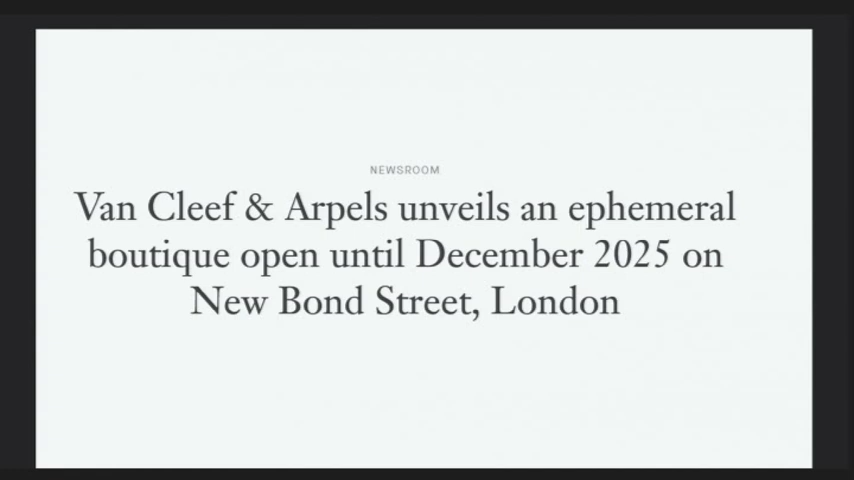 NEWSROOM
Van Cleef & Arpels unveils an ephemeral
boutique open until December 2025 on
New Bond Street, London